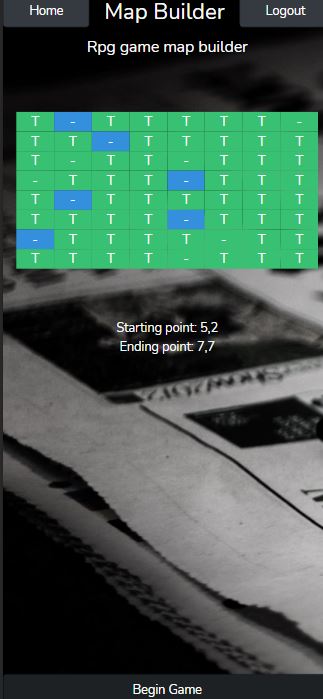 Home Map Builder Logout
Rpg game map builder
T - T T T T T -
T T - T T T T T
T - T T - T T T
- T T T - T T T
T - T T T T T T
T T T T - T T T
- T T T T - T T
T T T T - T T T
Starting point: 5,2
Ending point: 7,7
Begin Game